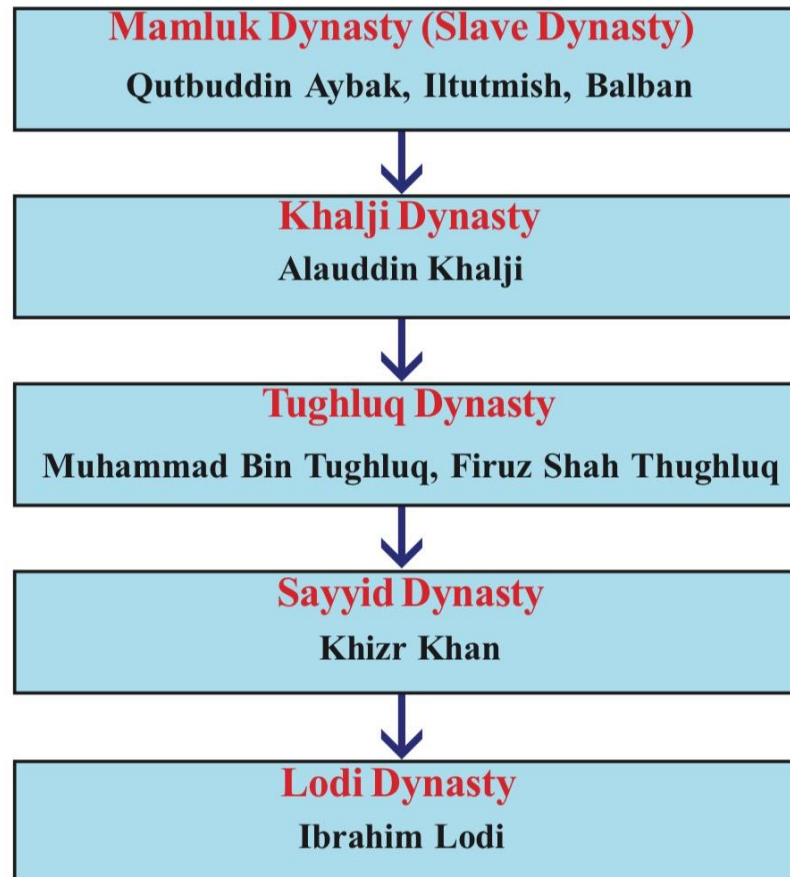 Mamluk Dynasty (Slave Dynasty)
Qutbuddin Aybak, Iltutmish, Balban
Khalji Dynasty
Alauddin Khalji
Tughluq Dynasty
Muhammad Bin Tughluq, Firuz Shah Thughluq
Sayyid Dynasty
Khizr Khan
Lodi Dynasty
Ibrahim Lodi